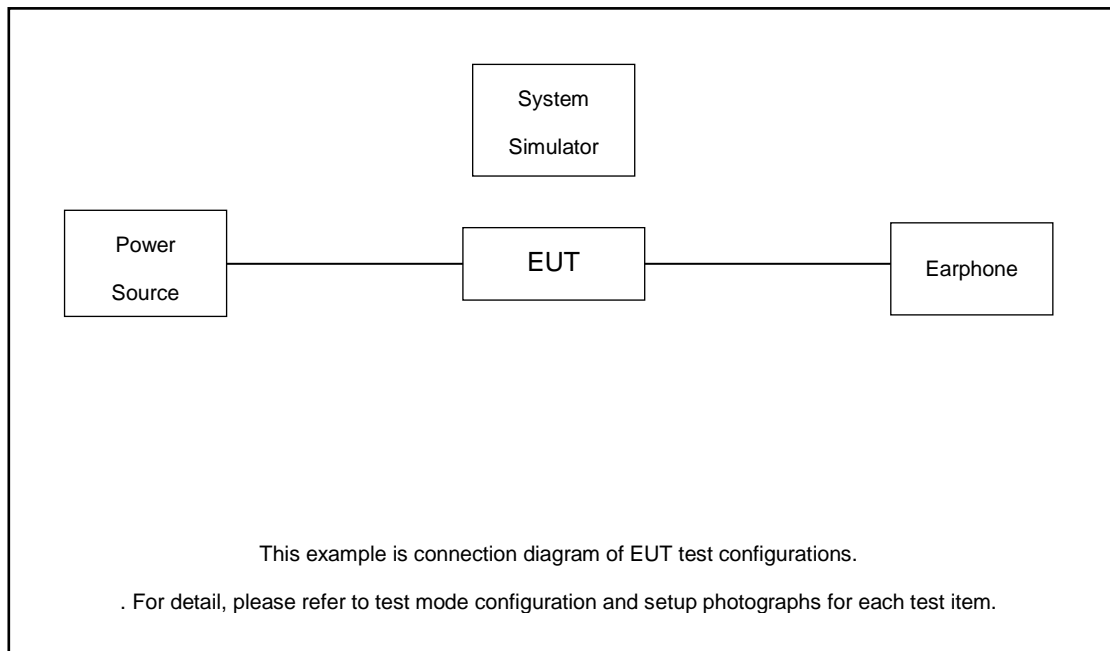 System
Simulator
Power
Source
EUT
Earphone
This example is connection diagram of EUT test configurations.
. For detail, please refer to test mode configuration and setup photographs for each test item.